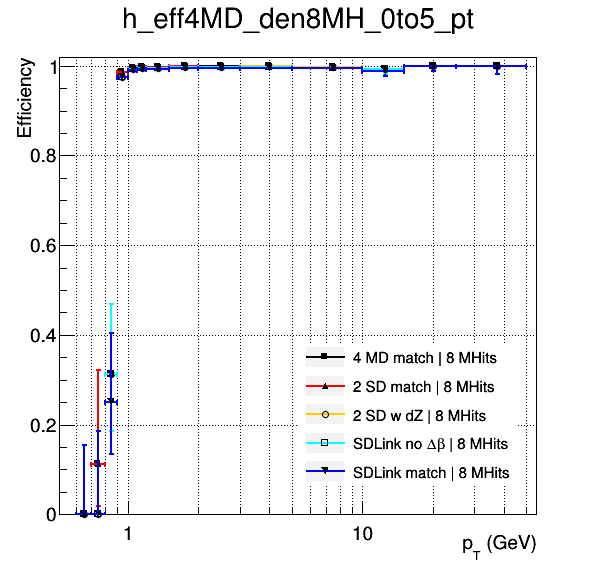 h_eff4MD_den8MH_0to5_pt
Efficiency
1
0.8
0.6
0.4
0.2
0
4 MD match | 8 MHits
2 SD match | 8 MHits
2 SD w dZ | 8 MHits
SDLink no Δβ | 8 MHits
SDLink match | 8 MHits
1
10
p_T (GeV)